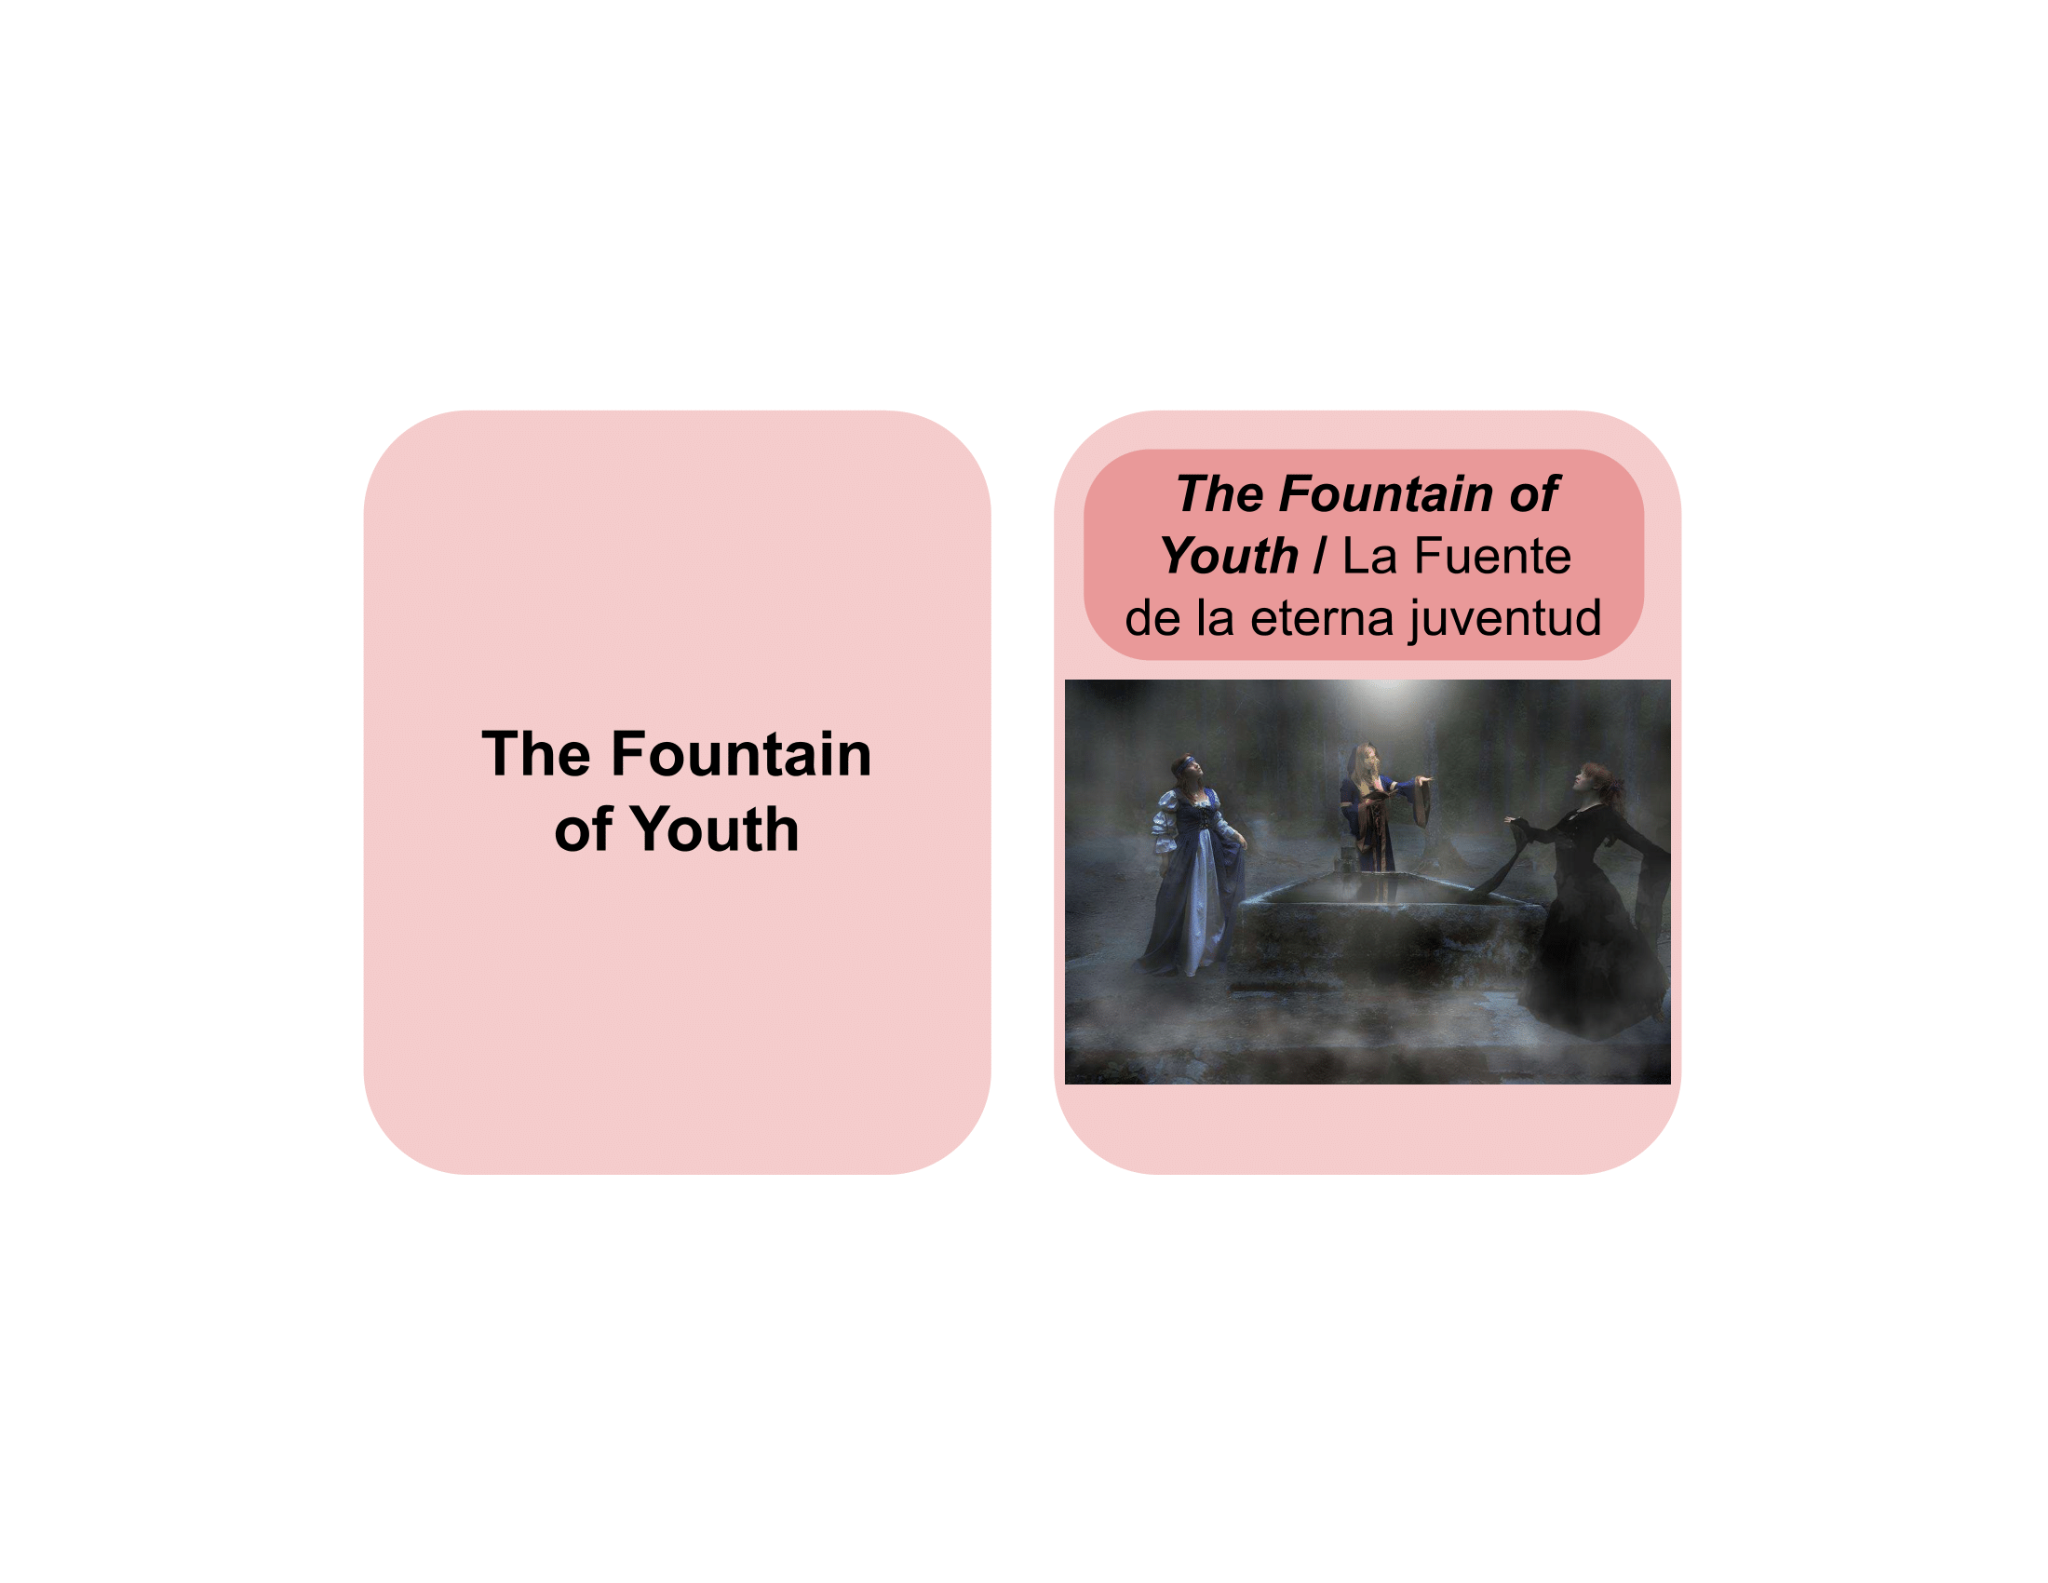 The Fountain
of Youth
The Fountain of
Youth / La Fuente
de la eterna juventud